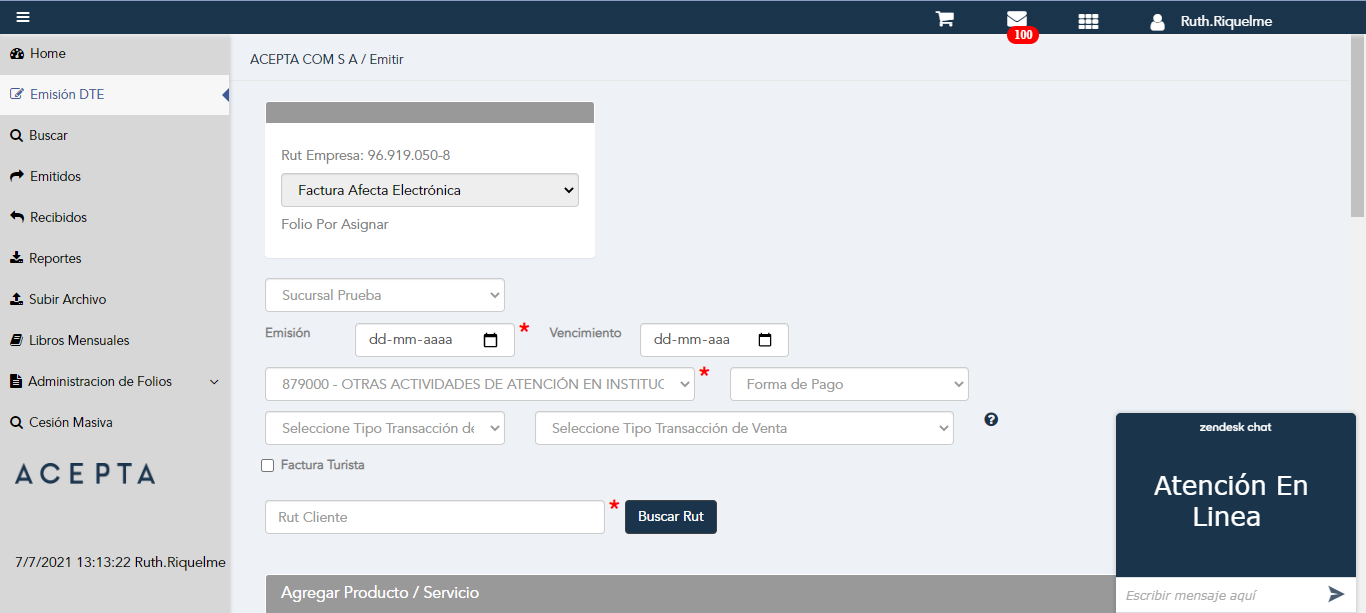 Ruth.Riquelme
100
Home
Emisión DTE
Buscar
Emitidos
Recibidos
Reportes
Subir Archivo
Libros Mensuales
Administracion de Folios
Cesión Masiva
ACEPTA
7/7/2021 13:13:22 Ruth.Riquelme
ACEPTA COM S A / Emitir
Rut Empresa: 96.919.050-8
Factura Afecta Electrónica
Folio Por Asignar
Sucursal Prueba
Emisión dd-mm-aaaa * Vencimiento dd-mm-aaa
879000 - OTRAS ACTIVIDADES DE ATENCIÓN EN INSTITUC * Forma de Pago
Seleccione Tipo Transacción de Seleccione Tipo Transacción de Venta ?
Factura Turista
Rut Cliente * Buscar Rut
Agregar Producto / Servicio
zendesk chat
Atención En
Linea
Escribir mensaje aquí